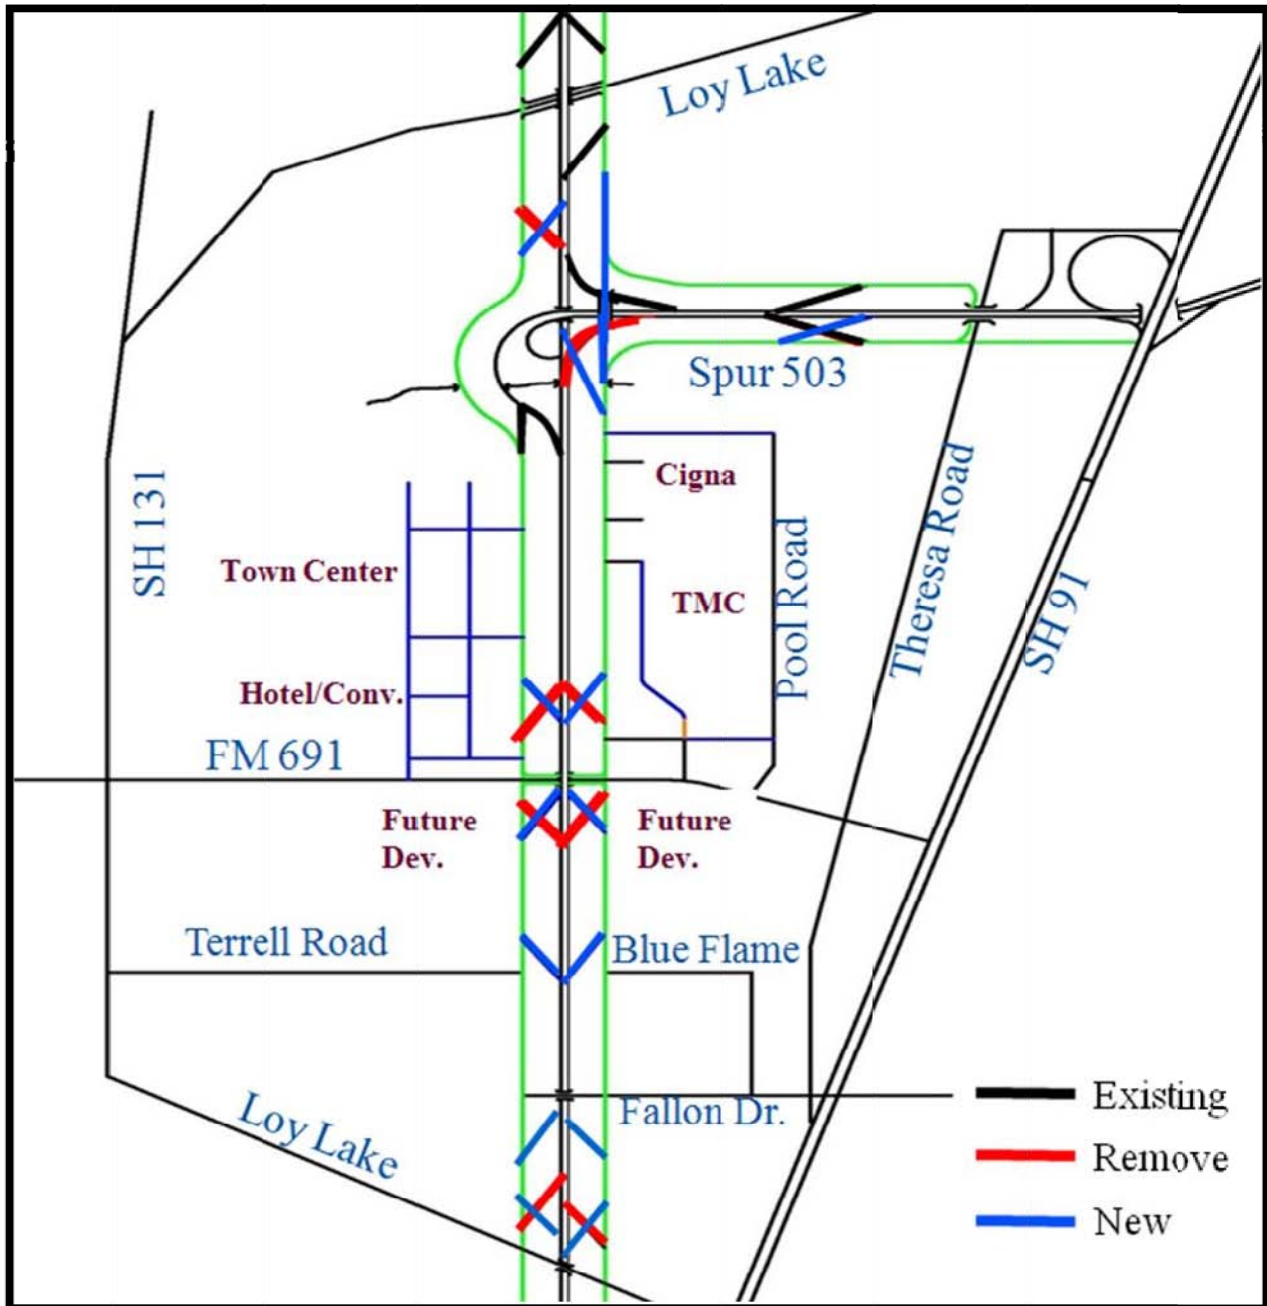 Loy Lake
Spur 503
Cigna
SH 131
Town Center
TMC
Pool Road
Theresa Road
SH 91
Hotel/Conv.
FM 691
Future
Dev.
Future
Dev.
Terrell Road
Blue Flame
Existing
Fallon Dr.
Loy Lake
Remove
New